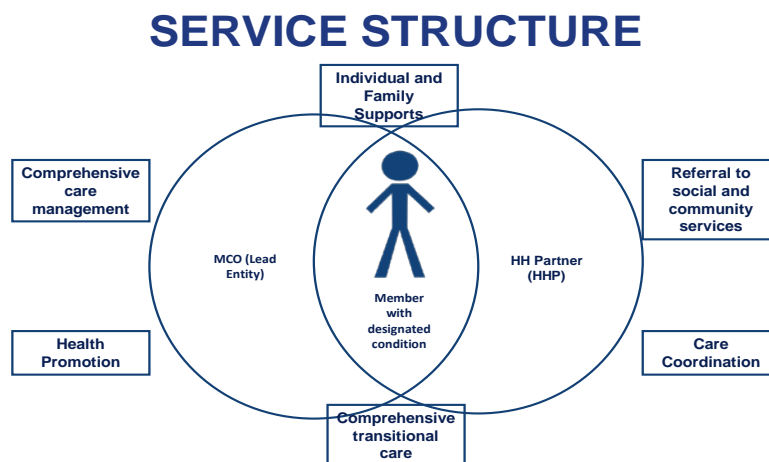 SERVICE STRUCTURE
Individual and
Family
Supports
Comprehensive
care
management
Referral to
social and
community
services
MCO (Lead
Entity)
HH Partner
(HHP)
Member
with
designated
condition
Health
Promotion
Care
Coordination
Comprehensive
transitional
care